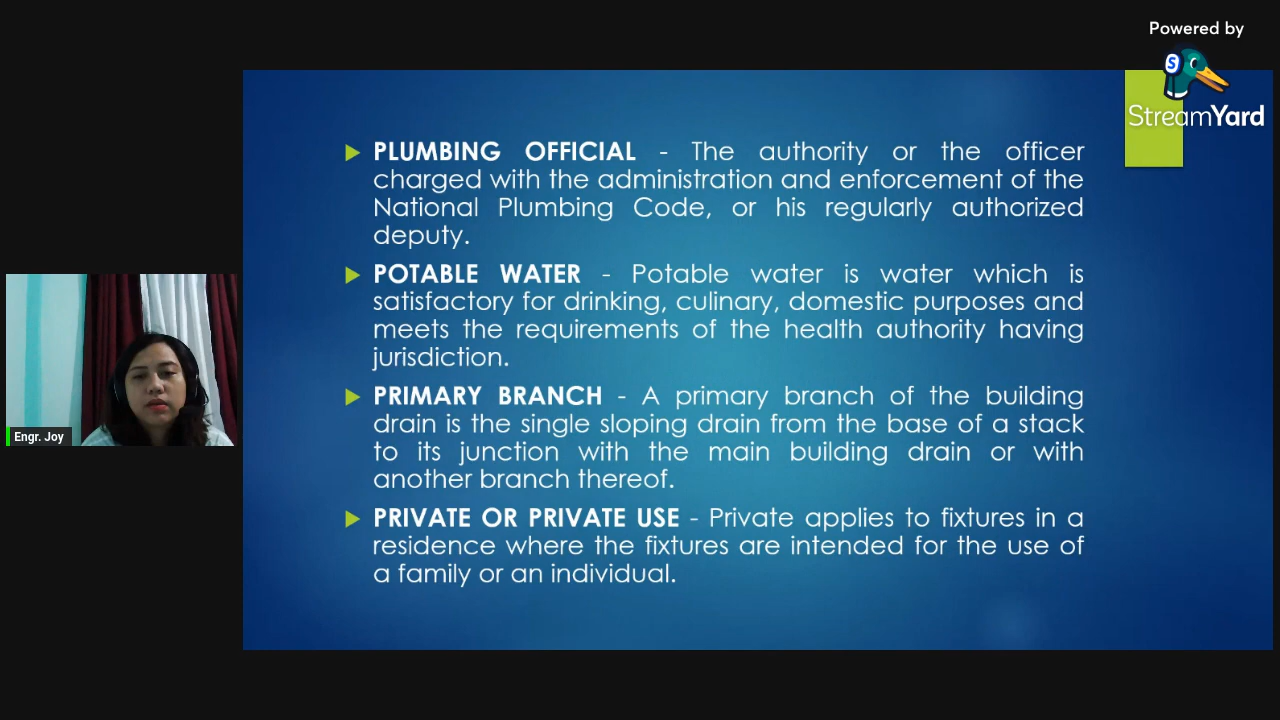 Powered by
StreamYard
PLUMBING OFFICIAL - The authority or the officer
charged with the administration and enforcement of the
National Plumbing Code, or his regularly authorized
deputy.
POTABLE WATER - Potable water is water which is
satisfactory for drinking, culinary, domestic purposes and
meets the requirements of the health authority having
jurisdiction.
PRIMARY BRANCH - A primary branch of the building
drain is the single sloping drain from the base of a stack
to its junction with the main building drain or with
another branch thereof.
PRIVATE OR PRIVATE USE - Private applies to fixtures in a
residence where the fixtures are intended for the use of
a family or an individual.
Engr. Joy